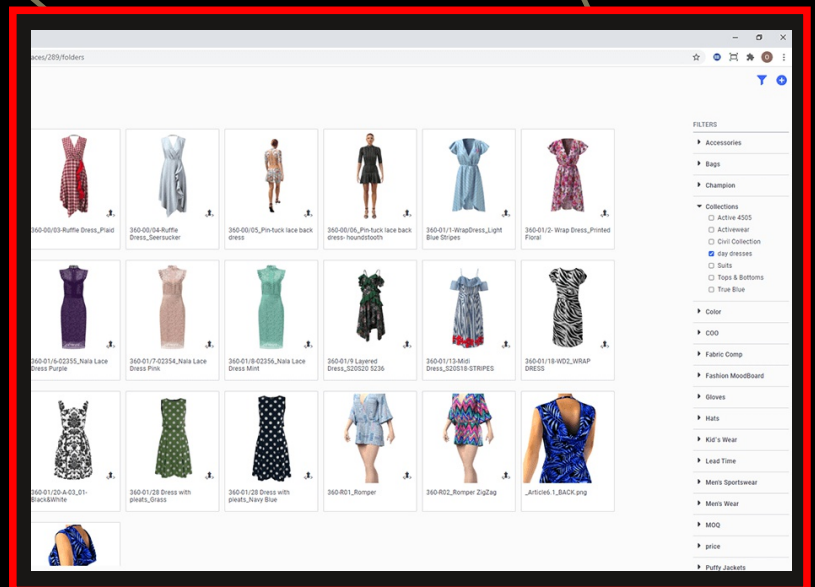 aces/289/folders
FILTERS
Accessories
Bags
Champion
Collections
Active 4505
Activewear
Civil Collection
day dresses
Suits
Tops & Bottoms
True Blue
Color
COO
Fabric Comp
Fashion MoodBoard
Gloves
Hats
Kid's Wear
Lead Time
Men's Sportswear
Men's Wear
MOQ
price
Puffy Jackets
360-00/03-Ruffle Dress_Plaid
360-00/04-Ruffle
Dress_Seersucker
360-00/05_Pin-tuck lace back
dress
360-00/06_Pin-tuck lace back
dress- houndstooth
360-01/1-WrapDress_Light
Blue Stripes
360-01/2- Wrap Dress_Printed
Floral
360-01/6-02355_Nala Lace
Dress Purple
360-01/7-02354_Nala Lace
Dress Pink
360-01/8-02356_Nala Lace
Dress Mint
360-01/9 Layered
Dress_S20S20 5236
360-01/13-Midi
Dress_S20S18-STRIPES
360-01/18-WD2_WRAP
DRESS
360-01/20-A-03_01-
Black&White
360-01/28 Dress with
pleats_Grass
360-01/28 Dress with
pleats_Navy Blue
360-R01_Romper
360-R02_Romper ZigZag
_Article6.1_BACK.png